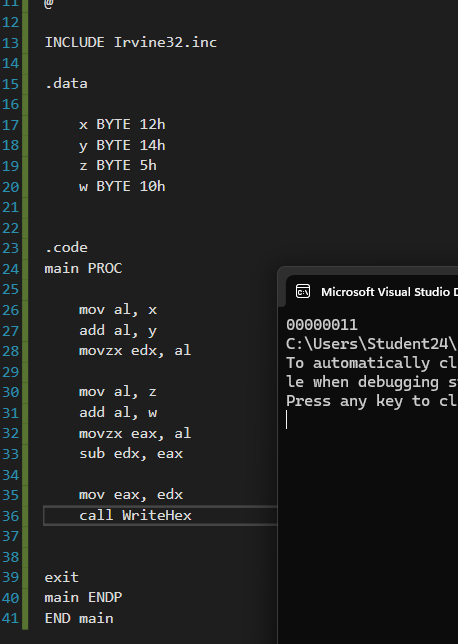 11 @
12
13 INCLUDE Irvine32.inc
14
15 .data
16
17 x BYTE 12h
18 y BYTE 14h
19 z BYTE 5h
20 w BYTE 10h
21
22
23 .code
24 main PROC
25
26 mov al, x
27 add al, y
28 movzx edx, al
29
30 mov al, z
31 add al, w
32 movzx eax, al
33 sub edx, eax
34
35 mov eax, edx
36 call WriteHex
37
38
39 exit
40 main ENDP
41 END main
Microsoft Visual Studio D
00000011
C:\Users\Student24\
To automatically cl
le when debugging s
Press any key to cl